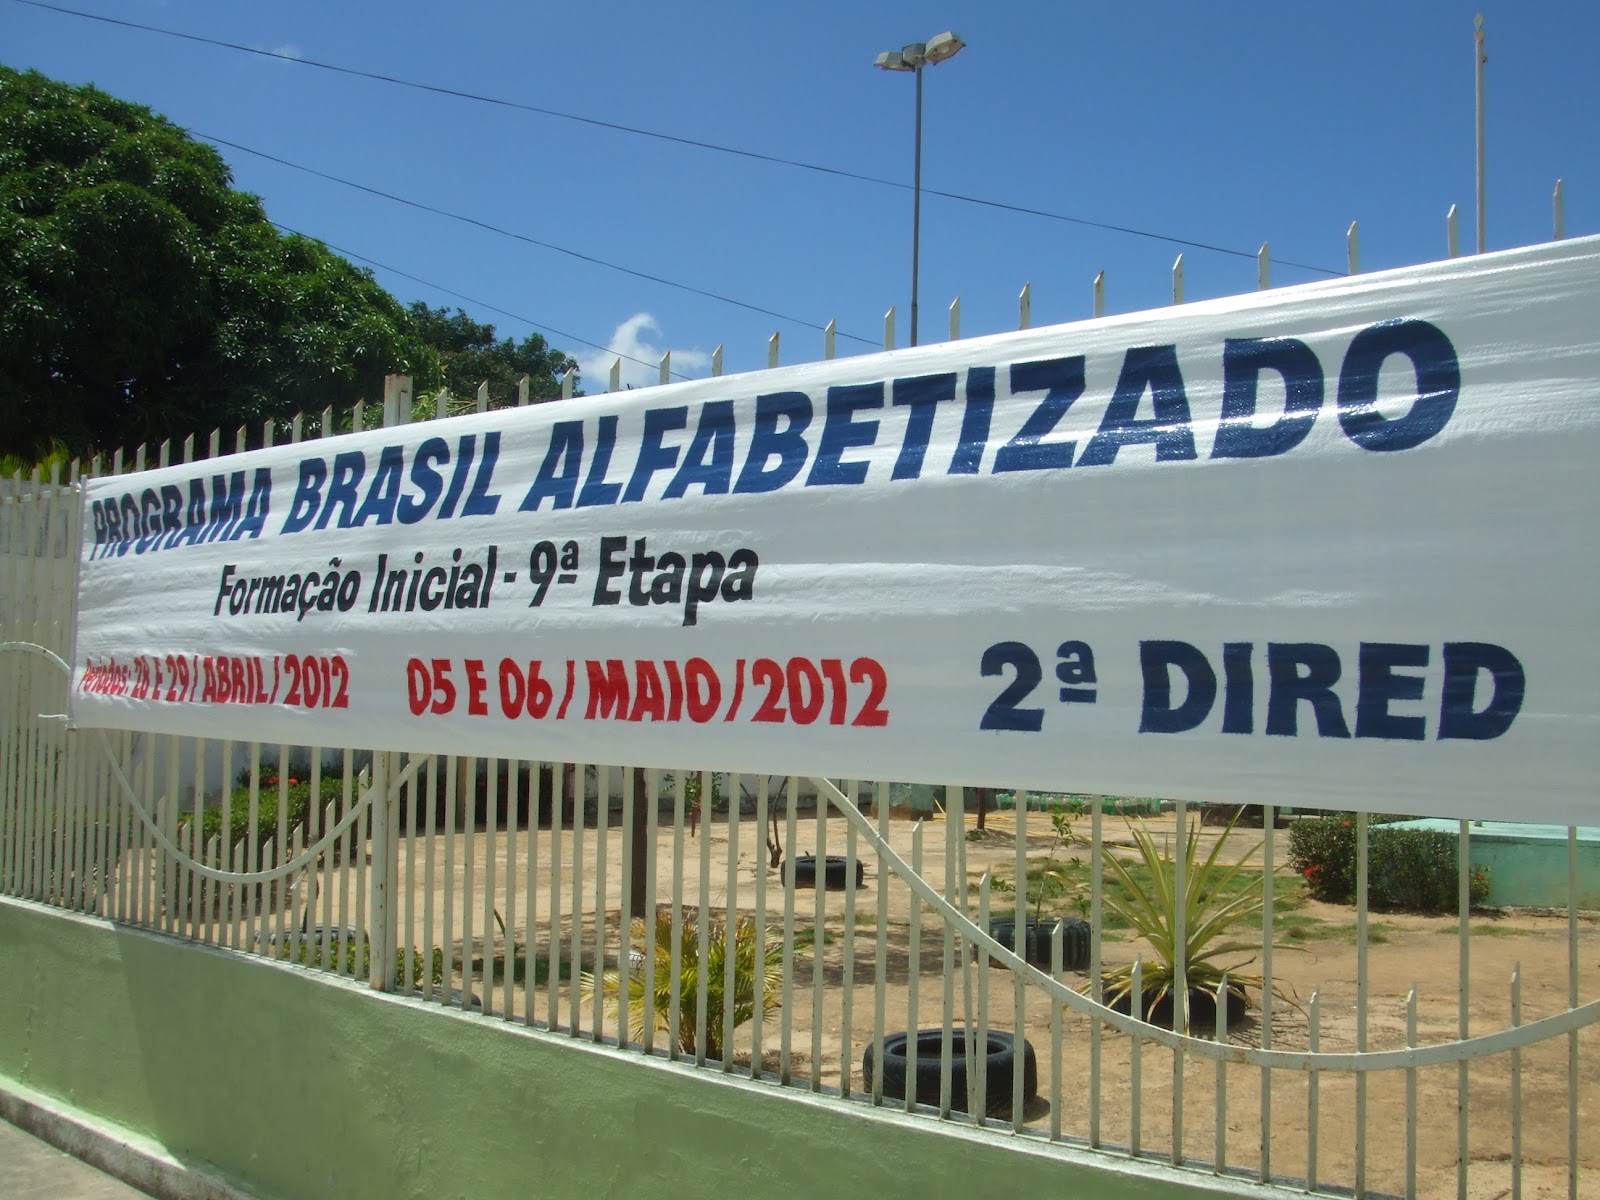 PROGRAMA BRASIL ALFABETIZADO
Formação Inicial - 9ª Etapa
Períodos: 28 E 29 / ABRIL / 2012 05 E 06 / MAIO / 2012 2ª DIRED